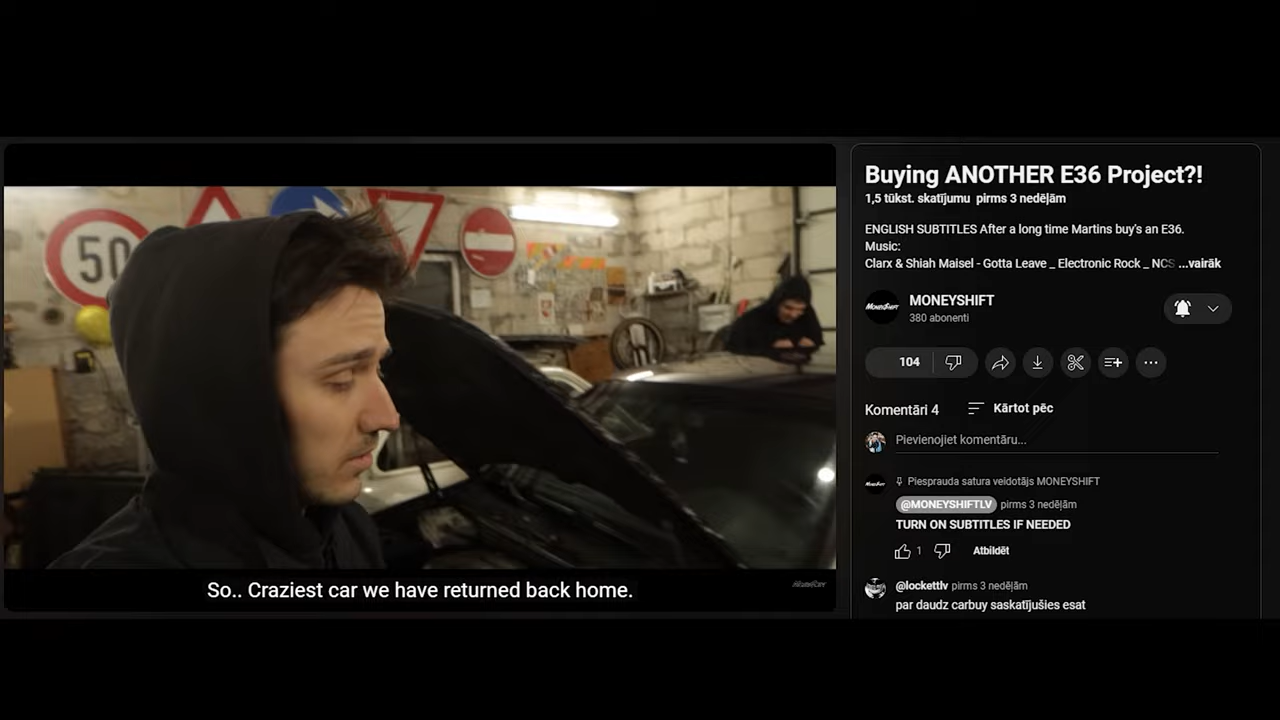 50
So.. Craziest car we have returned back home.
MONEYSHIFT
Buying ANOTHER E36 Project?!
1,5 tūkst. skatījumu pirms 3 nedēļām
ENGLISH SUBTITLES After a long time Martins buy's an E36.
Music:
Clarx & Shiah Maisel - Gotta Leave _ Electronic Rock _ NCS ...vairāk
MONEYSHIFT
MONEYSHIFT
380 abonenti
104
Komentāri 4
Kārtot pēc
Pievienojiet komentāru...
Piesprauda satura veidotājs MONEYSHIFT
@MONEYSHIFTLV pirms 3 nedēļām
TURN ON SUBTITLES IF NEEDED
1
Atbildēt
@lockettlv pirms 3 nedēļām
par daudz carbuy saskatījušies esat